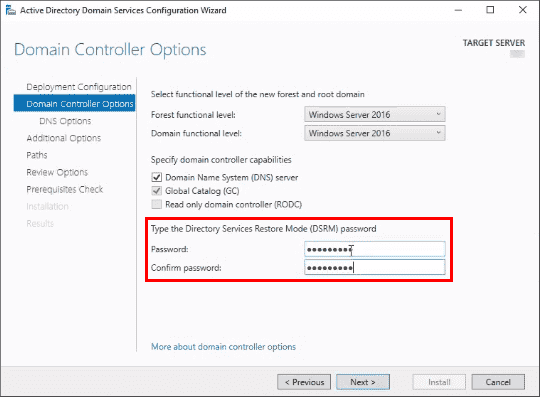 Active Directory Domain Services Configuration Wizard
Domain Controller Options
TARGET SERVER
Deployment Configuration
Domain Controller Options
DNS Options
Additional Options
Paths
Review Options
Prerequisites Check
Installation
Results
Select functional level of the new forest and root domain
Forest functional level: Windows Server 2016
Domain functional level: Windows Server 2016
Specify domain controller capabilities
Domain Name System (DNS) server
Global Catalog (GC)
Read only domain controller (RODC)
Type the Directory Services Restore Mode (DSRM) password
Password: •••••••••
Confirm password: •••••••••
More about domain controller options
< Previous Next > Install Cancel